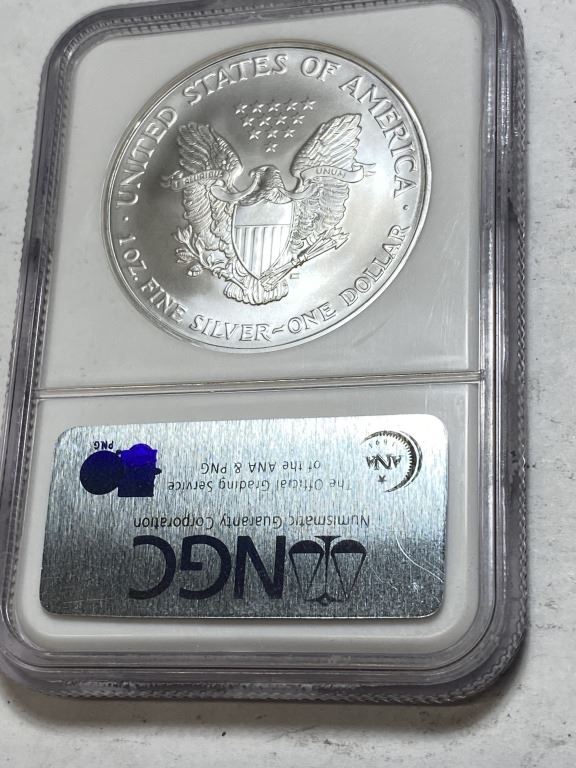 UNITED STATES OF AMERICA
E PLURIBUS UNUM
1 OZ. FINE SILVER~ONE DOLLAR
NGC
Numismatic Guaranty Corporation
The Official Grading Service
of the ANA & PNG
ANA
1891
PNG